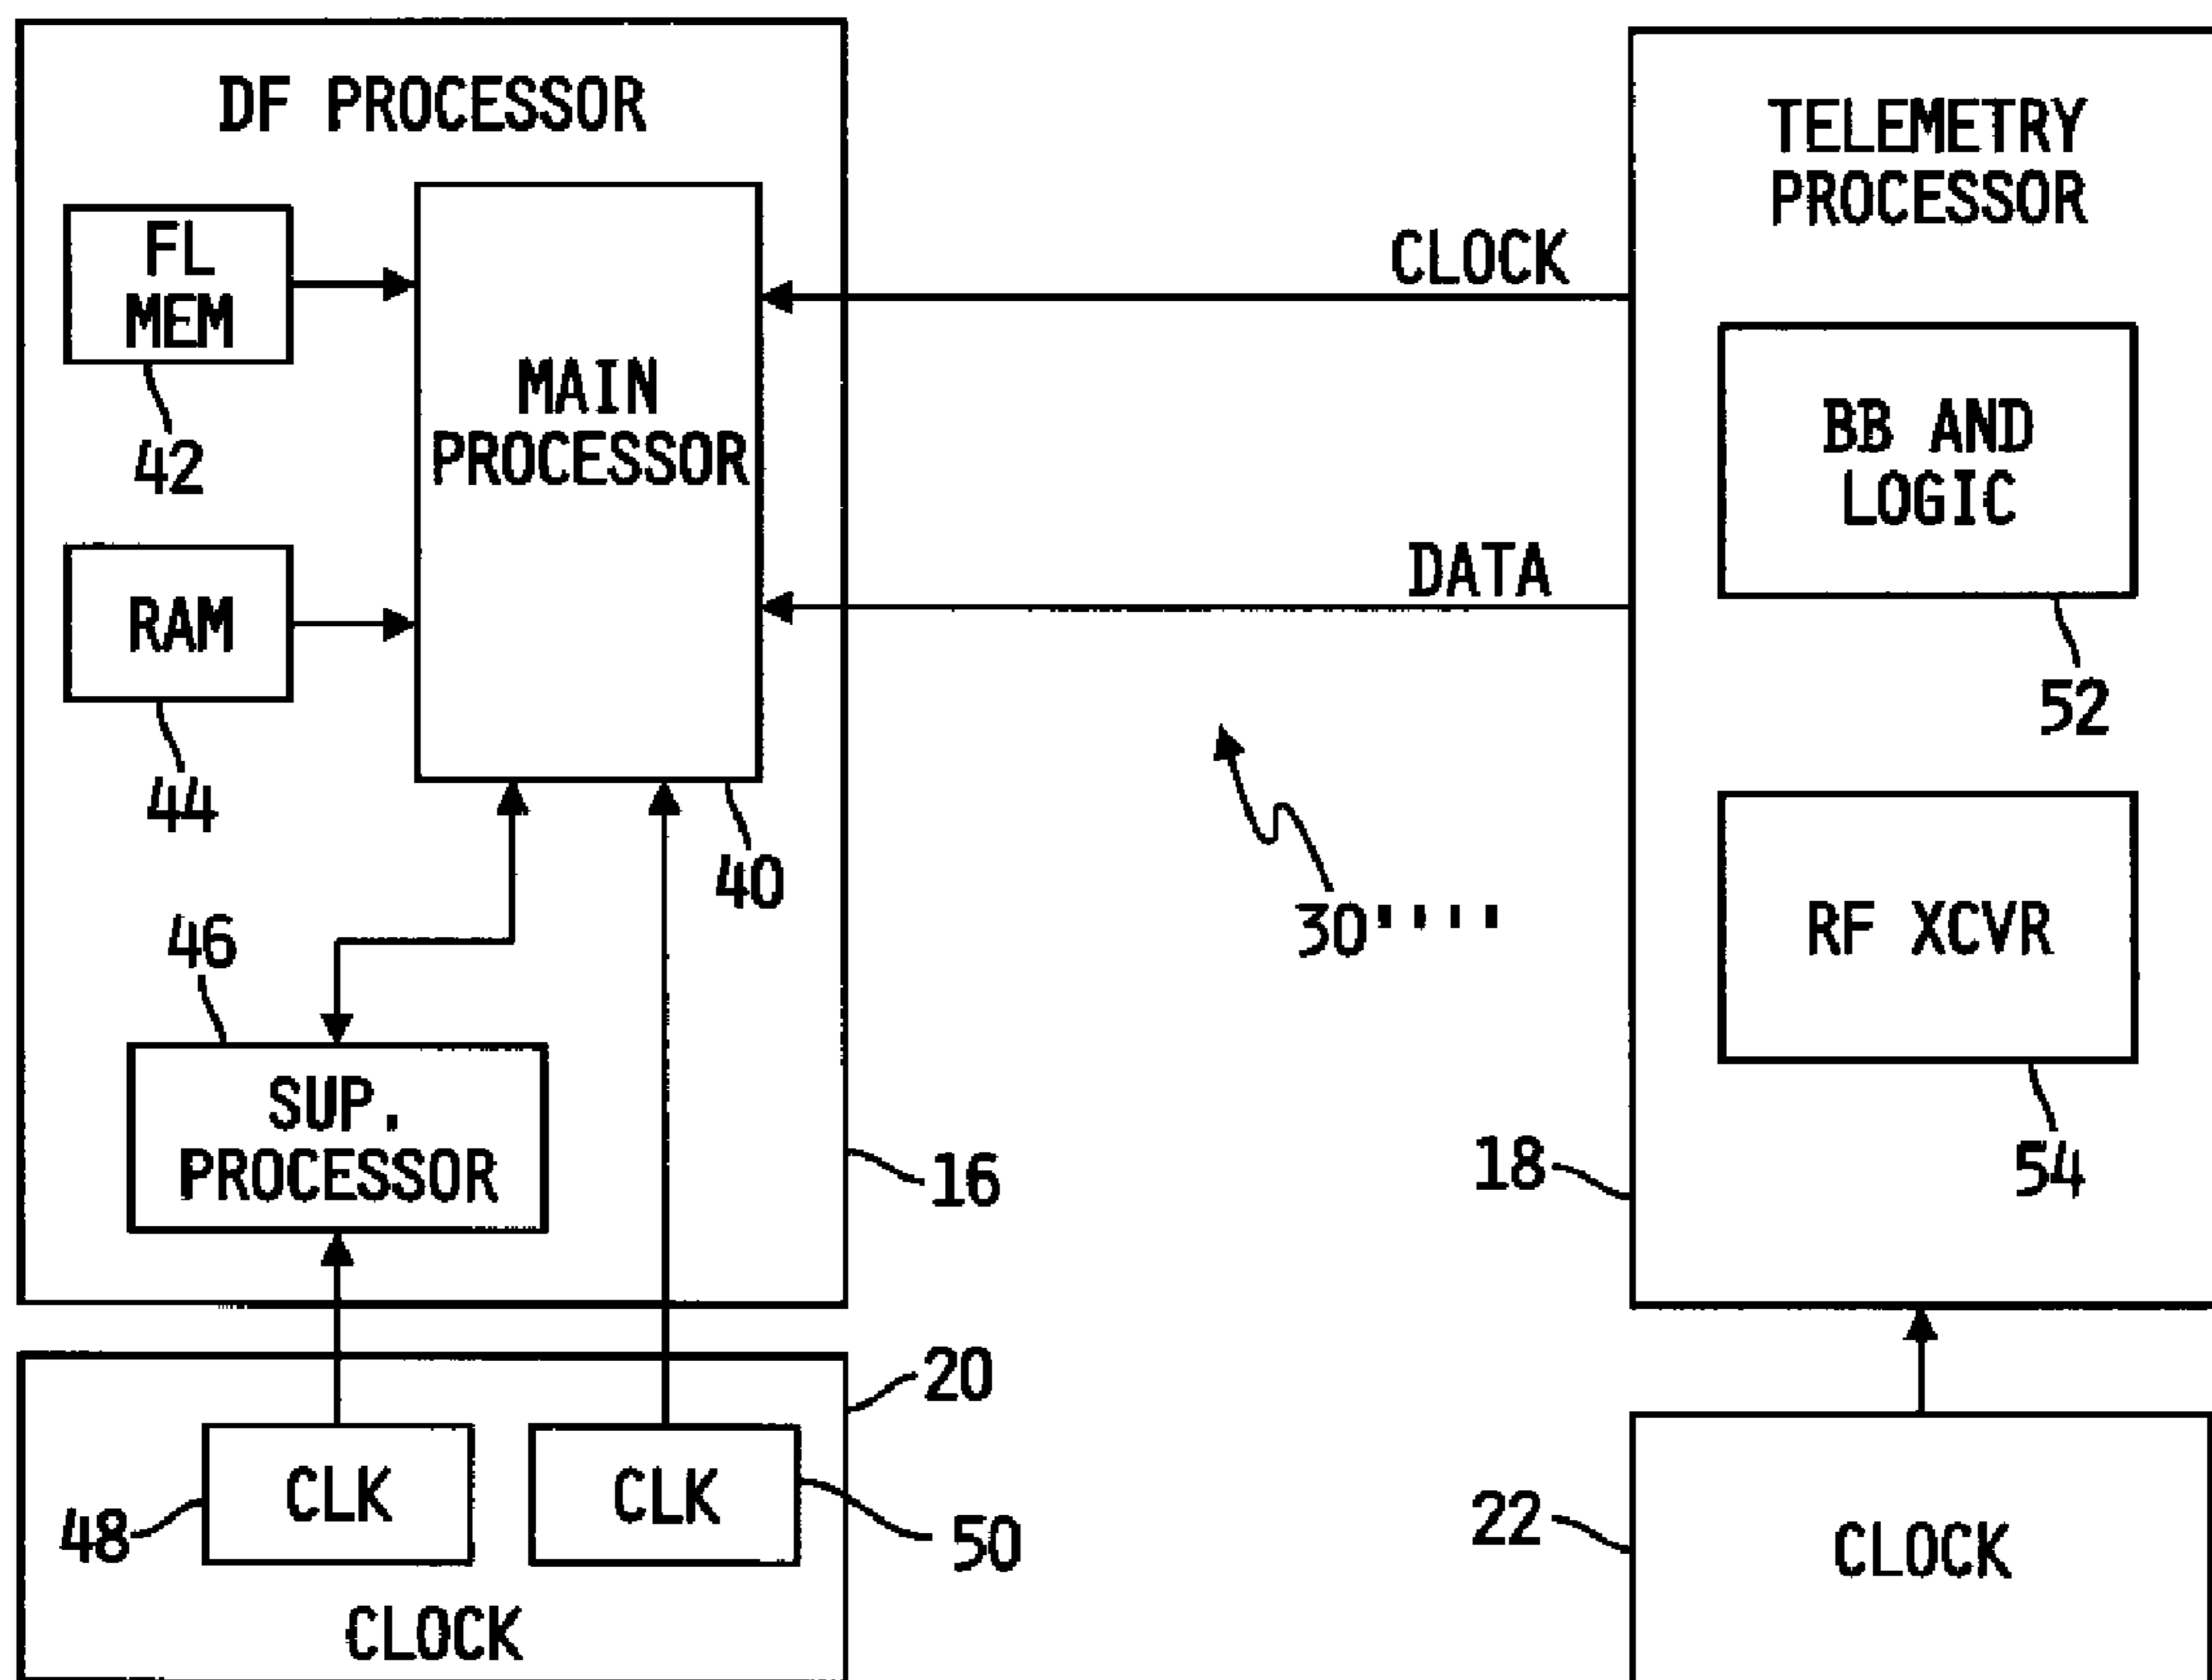 DF PROCESSOR
FL
MEM
42
RAM
44
MAIN
PROCESSOR
40
46
SUP.
PROCESSOR
16
CLOCK
DATA
30''''
TELEMETRY
PROCESSOR
BB AND
LOGIC
52
RF XCVR
54
18
20
CLK
48
CLK
50
CLOCK
22
CLOCK